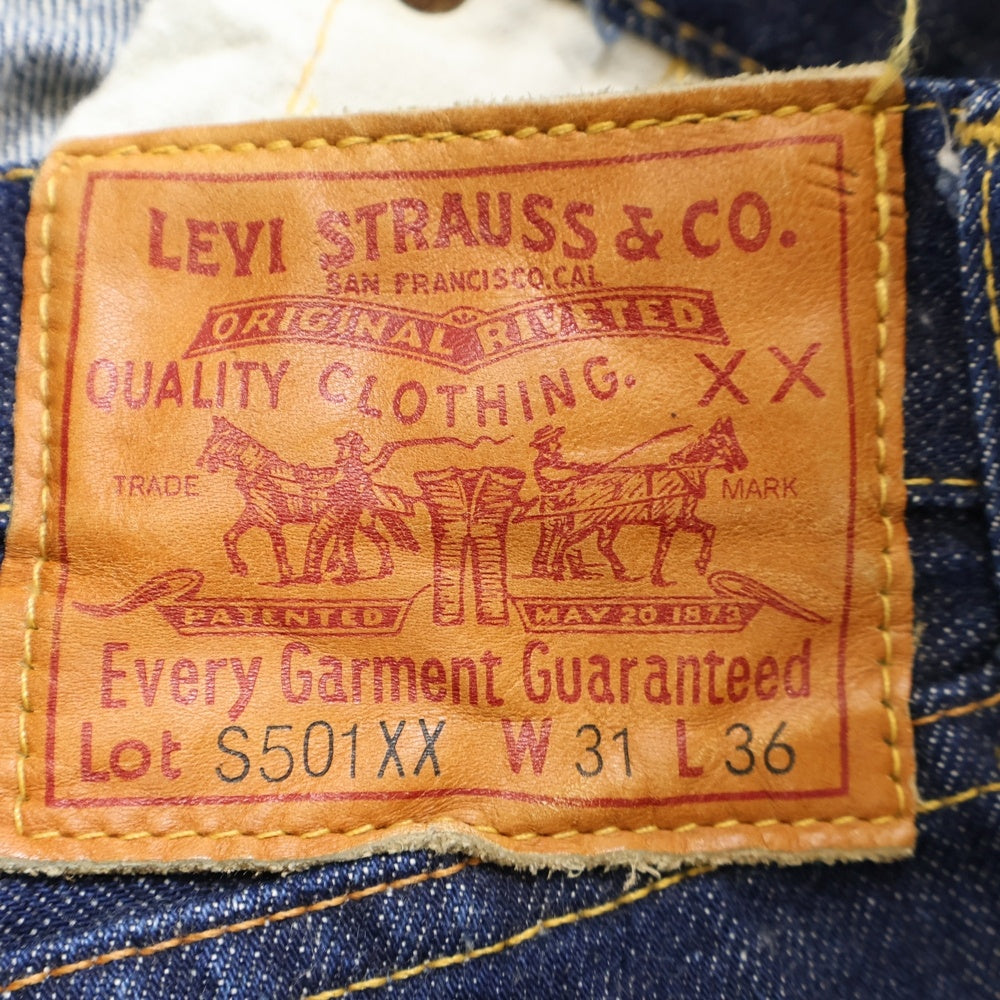 LEVI STRAUSS & CO.
SAN FRANCISCO, CAL
ORIGINAL RIVETED
QUALITY CLOTHING. XX
TRADE MARK
PATENTED MAY 20 1873
Every Garment Guaranteed
Lot S501XX W 31 L 36